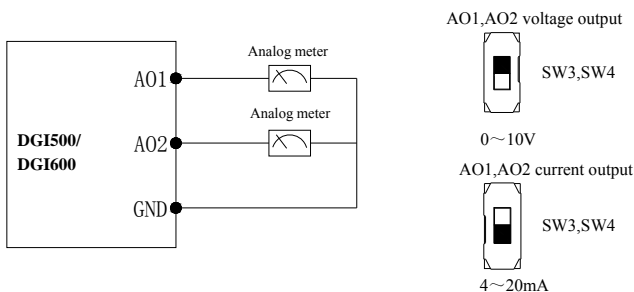 Analog meter
AO1
Analog meter
DGI500/
DGI600
AO2
GND
AO1,AO2 voltage output
SW3,SW4
0～10V
AO1,AO2 current output
SW3,SW4
4～20mA